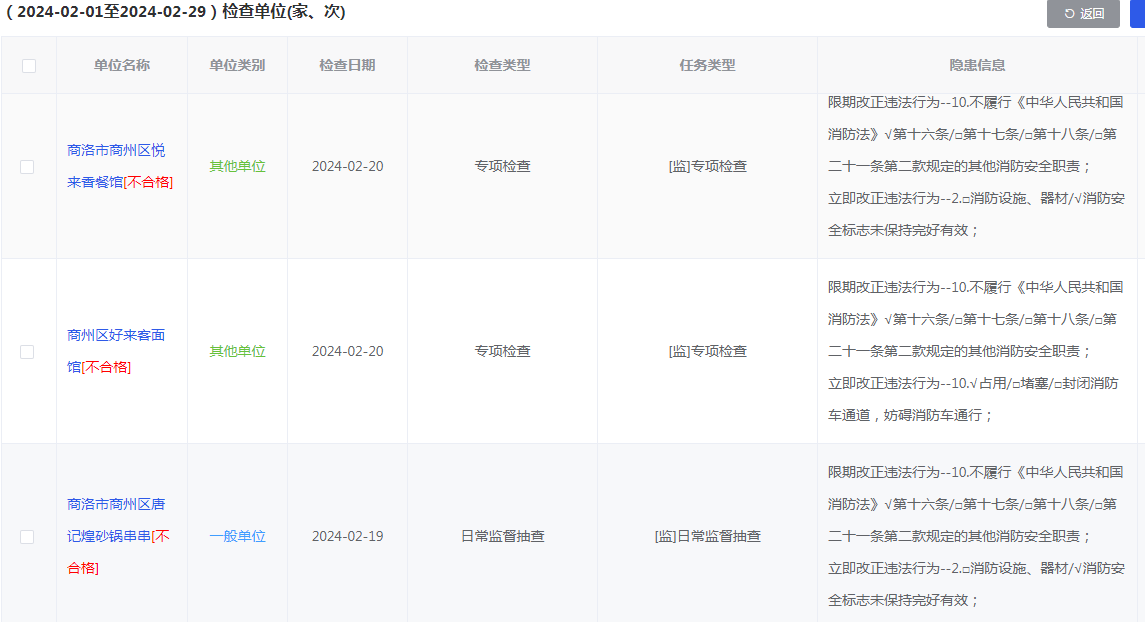 （2024-02-01至2024-02-29）检查单位(家、次)
返回
单位名称 单位类别 检查日期 检查类型 任务类型 隐患信息
商洛市商州区悦
来香餐馆[不合格]
其他单位
2024-02-20
专项检查
[监]专项检查
限期改正违法行为--10.不履行《中华人民共和国
消防法》√第十六条/□第十七条/□第十八条/□第
二十一条第二款规定的其他消防安全职责；
立即改正违法行为--2.□消防设施、器材/√消防安
全标志未保持完好有效；
商州区好来客面
馆[不合格]
其他单位
2024-02-20
专项检查
[监]专项检查
限期改正违法行为--10.不履行《中华人民共和国
消防法》√第十六条/□第十七条/□第十八条/□第
二十一条第二款规定的其他消防安全职责；
立即改正违法行为--10.√占用/□堵塞/□封闭消防
车通道，妨碍消防车通行；
商洛市商州区唐
记煌砂锅串串[不
合格]
一般单位
2024-02-19
日常监督抽查
[监]日常监督抽查
限期改正违法行为--10.不履行《中华人民共和国
消防法》√第十六条/□第十七条/□第十八条/□第
二十一条第二款规定的其他消防安全职责；
立即改正违法行为--2.□消防设施、器材/√消防安
全标志未保持完好有效；